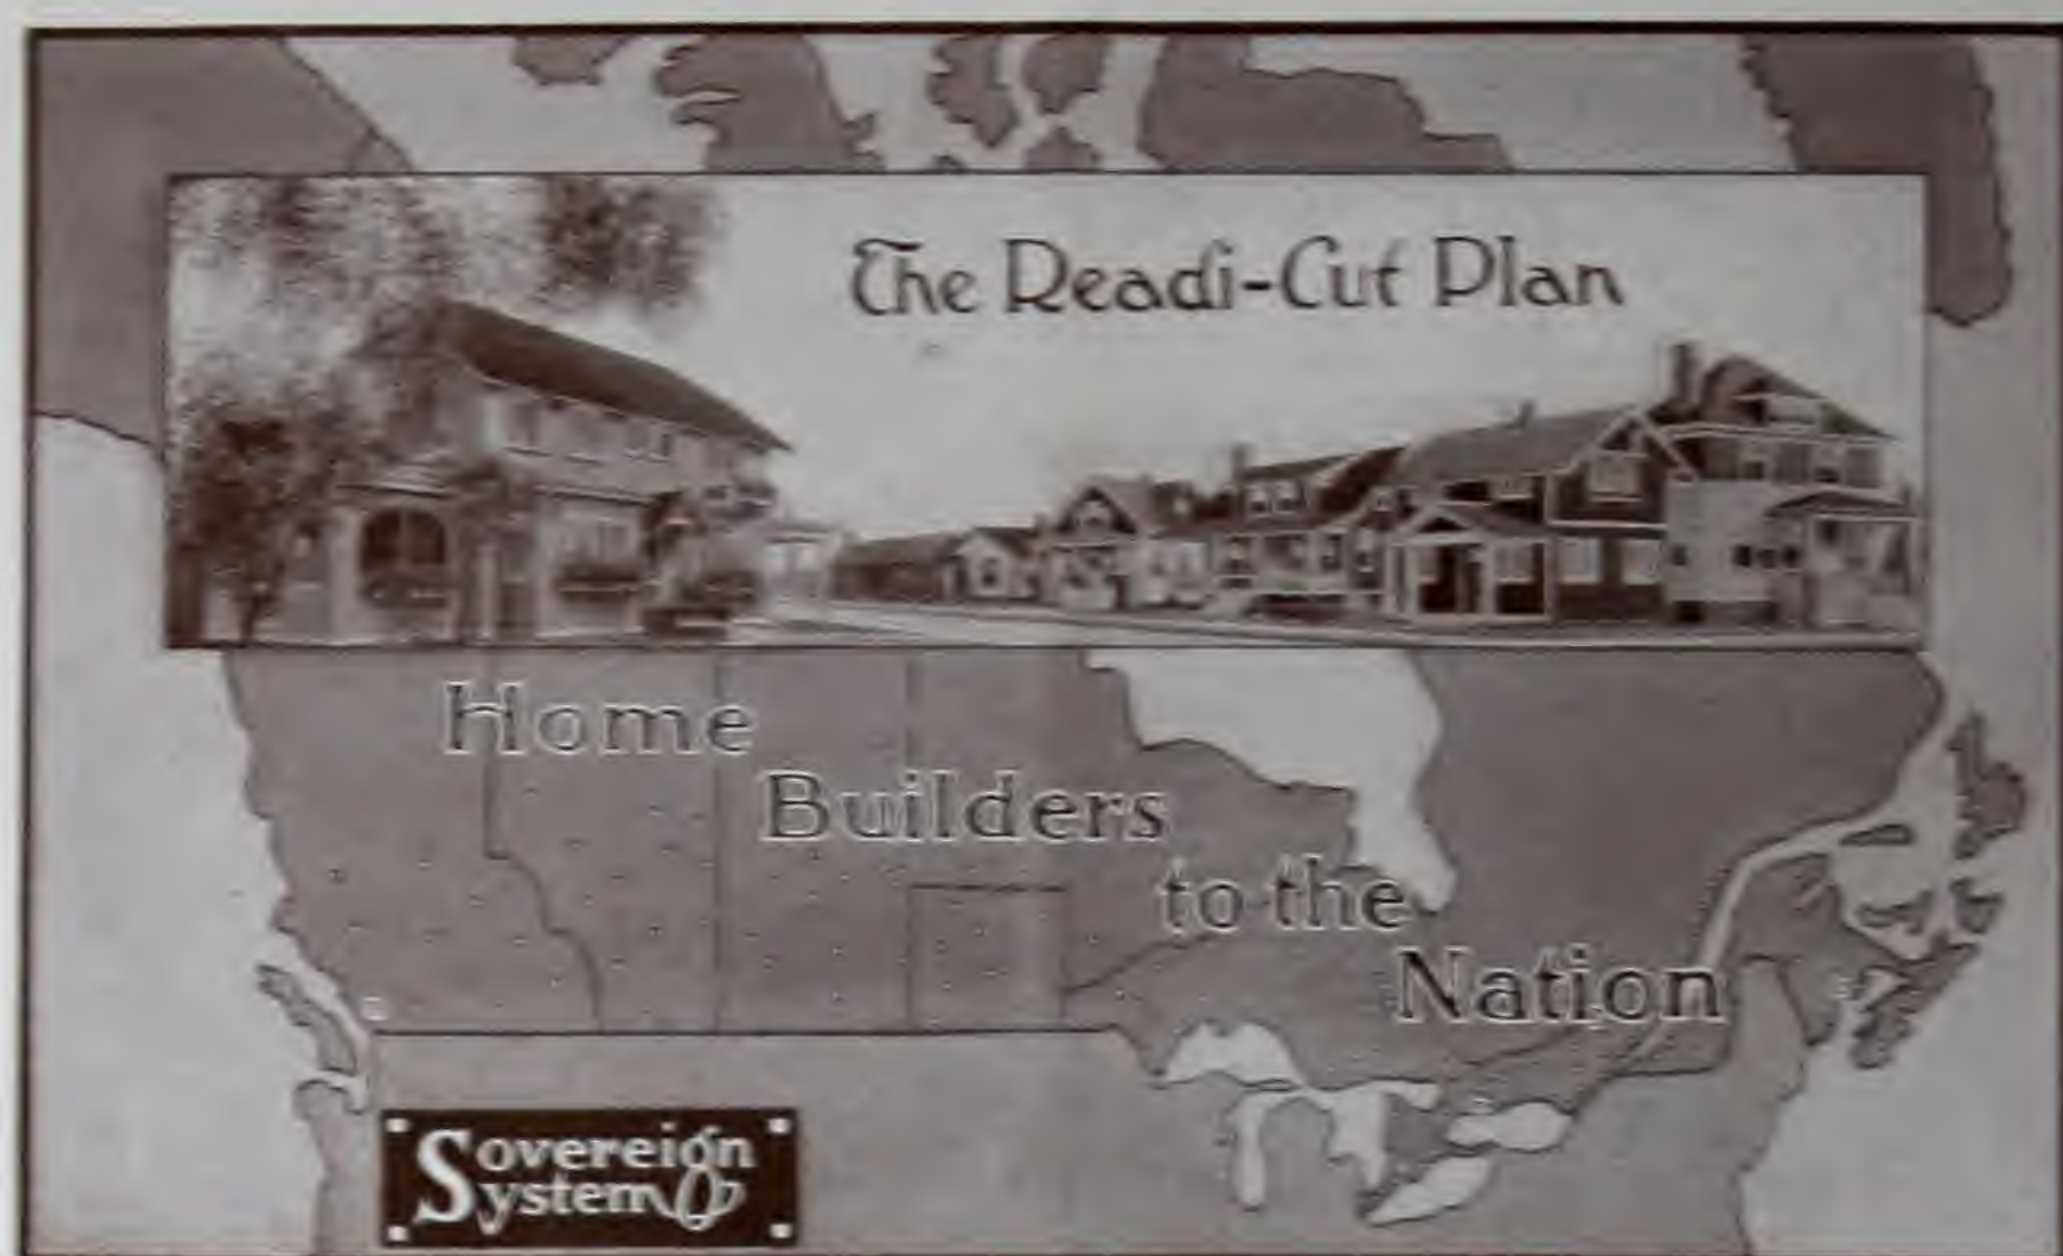 The Readi-Cut Plan
Home
Builders
to the
Nation
Sovereign
System